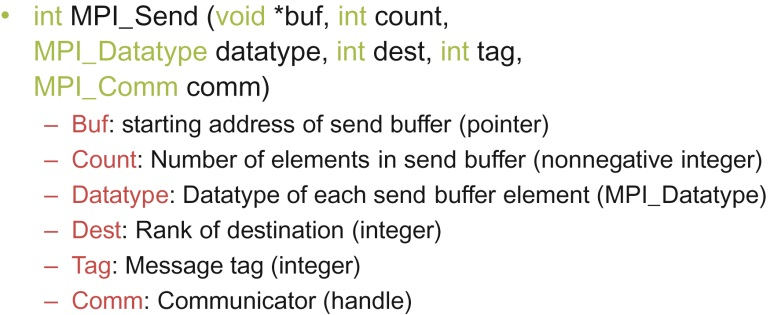 • int MPI_Send (void *buf, int count,
MPI_Datatype datatype, int dest, int tag,
MPI_Comm comm)
– Buf: starting address of send buffer (pointer)
– Count: Number of elements in send buffer (nonnegative integer)
– Datatype: Datatype of each send buffer element (MPI_Datatype)
– Dest: Rank of destination (integer)
– Tag: Message tag (integer)
– Comm: Communicator (handle)